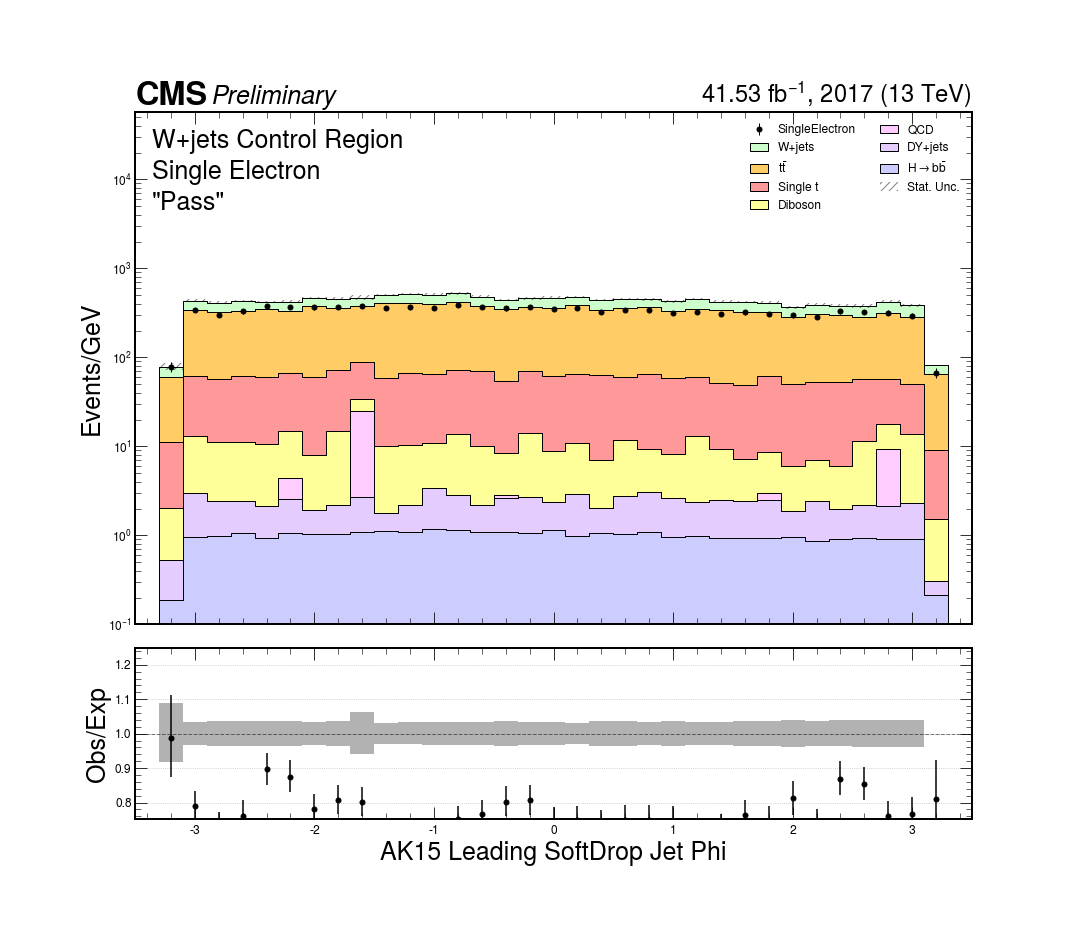 CMS Preliminary
41.53 fb⁻¹, 2017 (13 TeV)
W+jets Control Region
Single Electron
"Pass"
SingleElectron
W+jets
tt̄
Single t
Diboson
QCD
DY+jets
H→bb̄
Stat. Unc.
Events/GeV
10⁴
10³
10²
10¹
10⁰
10⁻¹
Obs/Exp
1.2
1.1
1.0
0.9
0.8
-3 -2 -1 0 1 2 3
AK15 Leading SoftDrop Jet Phi